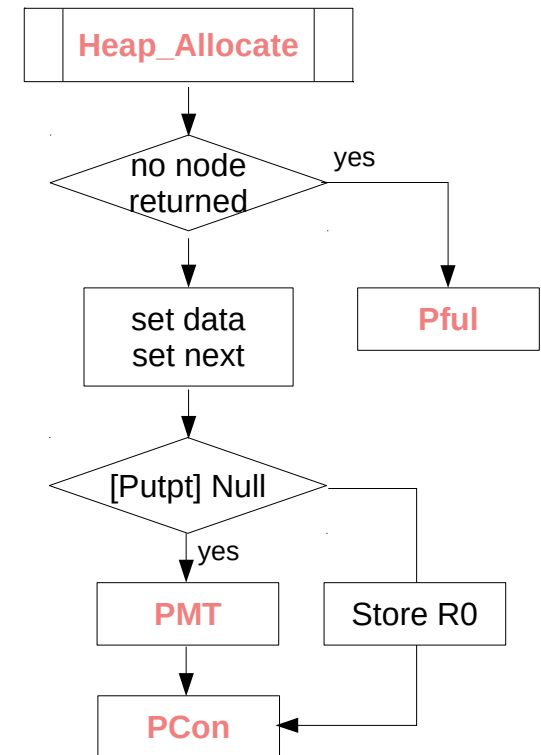 Heap_Allocate
no node
returned
yes
set data
set next
Pful
[Putpt] Null
yes
PMT
Store R0
PCon